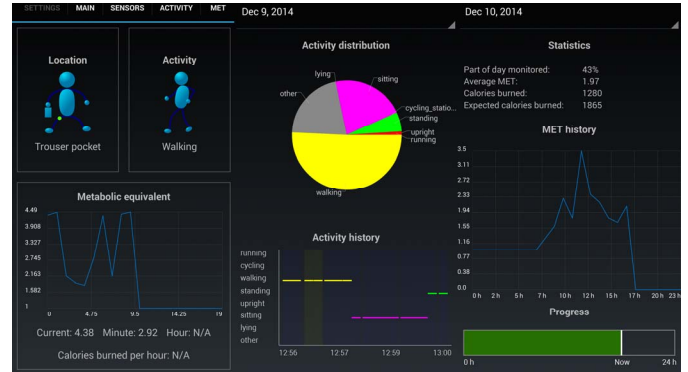 SETTINGS MAIN SENSORS ACTIVITY MET
Location
Trouser pocket
Activity
Walking
Metabolic equivalent
4.49
3.908
3.327
2.745
2.163
1.582
1
0 4.75 9.5 14.25 19
Current: 4.38 Minute: 2.92 Hour: N/A
Calories burned per hour: N/A
Dec 9, 2014
Activity distribution
lying
sitting
other
cycling_statio...
standing
upright
running
walking
Activity history
running
cycling
walking
standing
upright
sitting
lying
other
12:56 12:57 12:59 13:00
Dec 10, 2014
Statistics
Part of day monitored: 43%
Average MET: 1.97
Calories burned: 1280
Expected calories burned: 1865
MET history
3.5
3.11
2.72
2.33
1.94
1.55
1.16
0.77
0.38
0.0
0 h 2 h 5 h 7 h 10 h 12 h 15 h 17 h 20 h 23 h
Progress
0 h Now 24 h